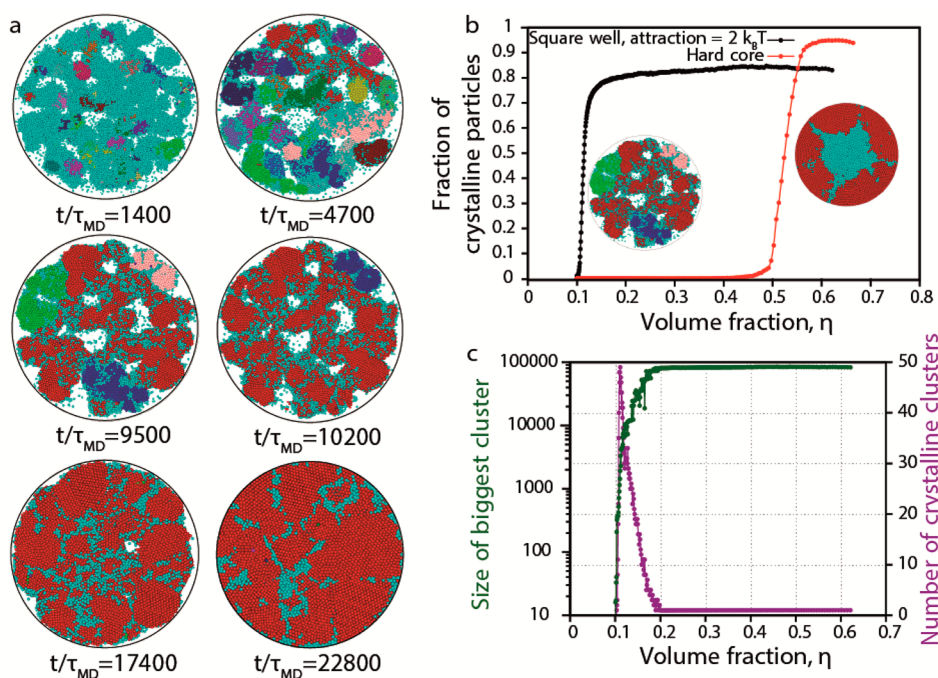 a
t/τMD=1400
t/τMD=4700
t/τMD=9500
t/τMD=10200
t/τMD=17400
t/τMD=22800
b
Square well, attraction = 2 kBT
Hard core
Fraction of
crystalline particles
1
0.9
0.8
0.7
0.6
0.5
0.4
0.3
0.2
0.1
0
0 0.1 0.2 0.3 0.4 0.5 0.6 0.7 0.8
Volume fraction, η
c
Size of biggest cluster
100000
10000
1000
100
10
50
40
30
20
10
0
Number of crystalline clusters
0 0.1 0.2 0.3 0.4 0.5 0.6 0.7
Volume fraction, η